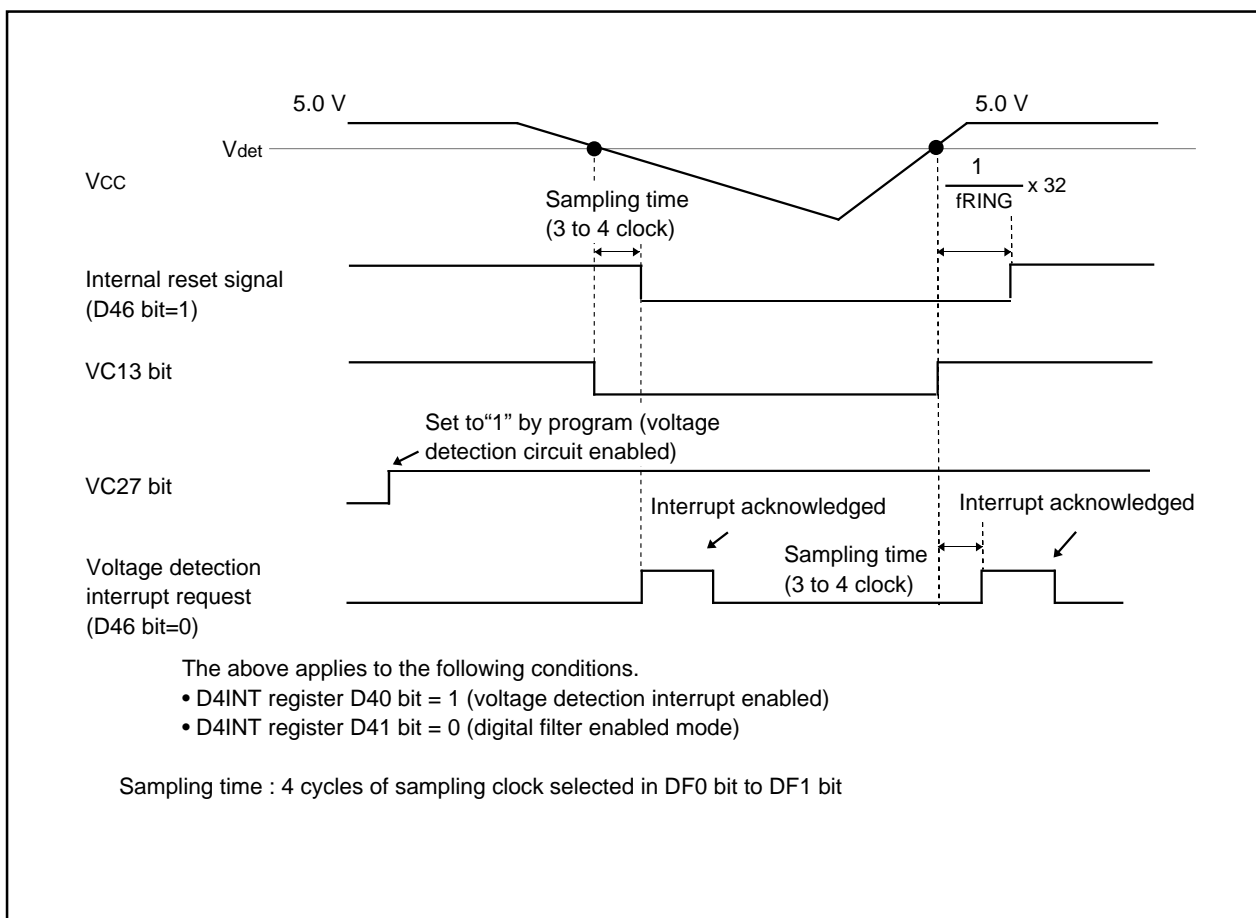 5.0 V
5.0 V
Vdet
VCC
1
fRING
x 32
Sampling time
(3 to 4 clock)
Internal reset signal
(D46 bit=1)
VC13 bit
Set to“1” by program (voltage
detection circuit enabled)
VC27 bit
Interrupt acknowledged
Interrupt acknowledged
Sampling time
(3 to 4 clock)
Voltage detection
interrupt request
(D46 bit=0)
The above applies to the following conditions.
• D4INT register D40 bit = 1 (voltage detection interrupt enabled)
• D4INT register D41 bit = 0 (digital filter enabled mode)
Sampling time : 4 cycles of sampling clock selected in DF0 bit to DF1 bit